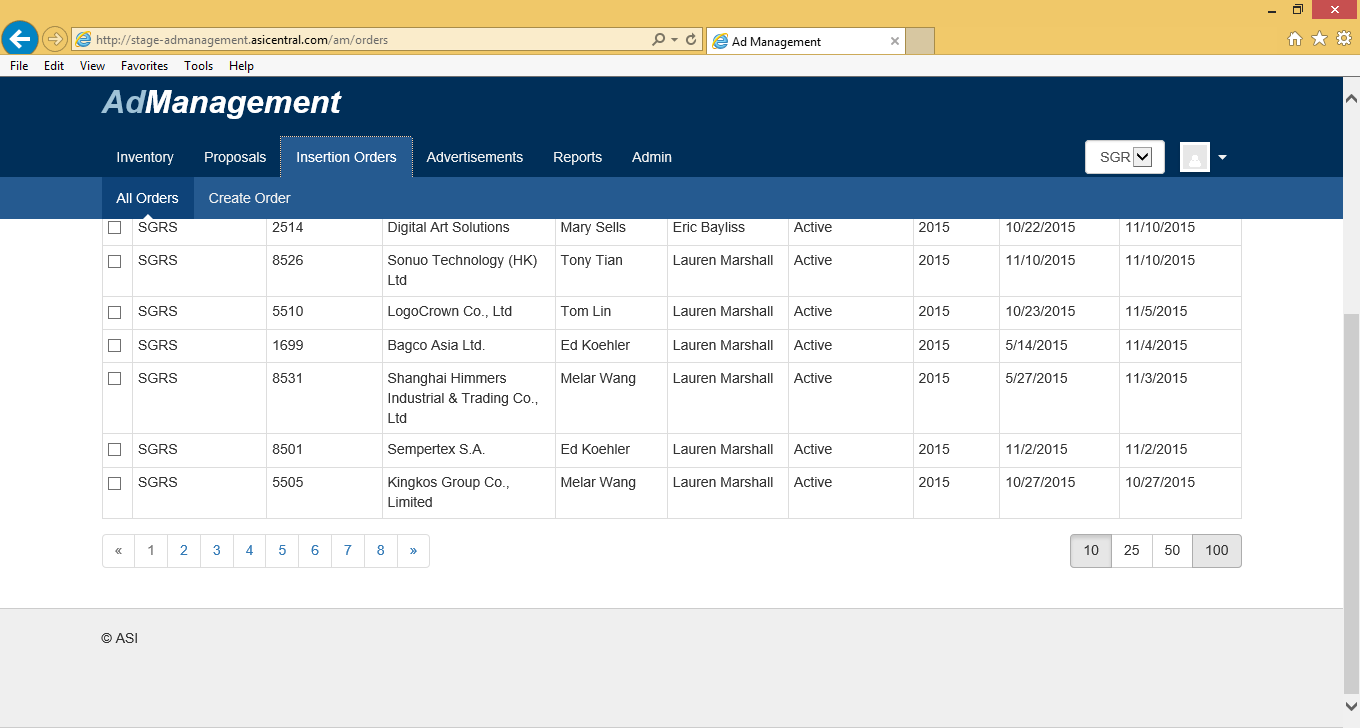 http://stage-admanagement.asicentral.com/am/orders
Ad Management
File Edit View Favorites Tools Help
AdManagement
Inventory Proposals Insertion Orders Advertisements Reports Admin SGR
All Orders Create Order
SGRS 2514 Digital Art Solutions Mary Sells Eric Bayliss Active 2015 10/22/2015 11/10/2015
SGRS 8526 Sonuo Technology (HK) Tony Tian Lauren Marshall Active 2015 11/10/2015 11/10/2015
Ltd
SGRS 5510 LogoCrown Co., Ltd Tom Lin Lauren Marshall Active 2015 10/23/2015 11/5/2015
SGRS 1699 Bagco Asia Ltd. Ed Koehler Lauren Marshall Active 2015 5/14/2015 11/4/2015
SGRS 8531 Shanghai Himmers Melar Wang Lauren Marshall Active 2015 5/27/2015 11/3/2015
Industrial & Trading Co.,
Ltd
SGRS 8501 Sempertex S.A. Ed Koehler Lauren Marshall Active 2015 11/2/2015 11/2/2015
SGRS 5505 Kingkos Group Co., Melar Wang Lauren Marshall Active 2015 10/27/2015 10/27/2015
Limited
« 1 2 3 4 5 6 7 8 » 10 25 50 100
© ASI